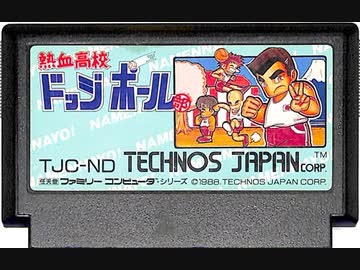 熱血高校
ドッジボール部
TJC-ND TECHNOS JAPAN CORP.™
任天堂 ファミリー コンピュータ・シリーズ ©1988 TECHNOS JAPAN CORP.
NAMENNAYO!